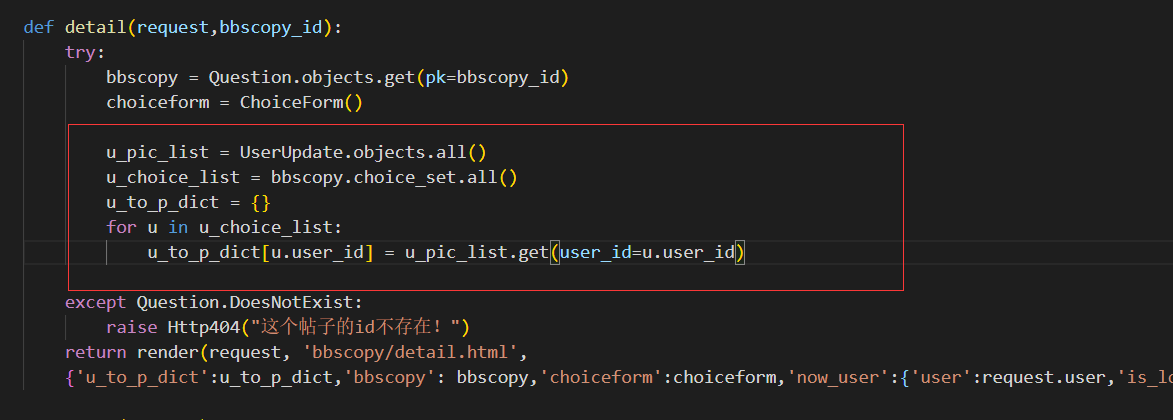 def detail(request,bbscopy_id):
try:
bbscopy = Question.objects.get(pk=bbscopy_id)
choiceform = ChoiceForm()
u_pic_list = UserUpdate.objects.all()
u_choice_list = bbscopy.choice_set.all()
u_to_p_dict = {}
for u in u_choice_list:
u_to_p_dict[u.user_id] = u_pic_list.get(user_id=u.user_id)
except Question.DoesNotExist:
raise Http404("这个帖子的id不存在!")
return render(request, 'bbscopy/detail.html',
{'u_to_p_dict':u_to_p_dict,'bbscopy': bbscopy,'choiceform':choiceform,'now_user':{'user':request.user,'is_lo